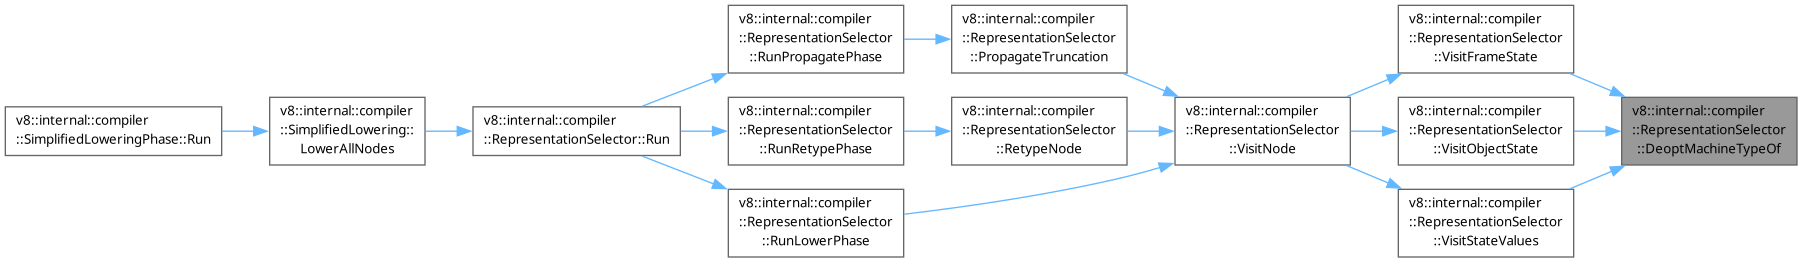 v8::internal::compiler
::SimplifiedLoweringPhase::Run
v8::internal::compiler
::SimplifiedLowering::
LowerAllNodes
v8::internal::compiler
::RepresentationSelector::Run
v8::internal::compiler
::RepresentationSelector
::RunPropagatePhase
v8::internal::compiler
::RepresentationSelector
::RunRetypePhase
v8::internal::compiler
::RepresentationSelector
::RunLowerPhase
v8::internal::compiler
::RepresentationSelector
::PropagateTruncation
v8::internal::compiler
::RepresentationSelector
::RetypeNode
v8::internal::compiler
::RepresentationSelector
::VisitNode
v8::internal::compiler
::RepresentationSelector
::VisitFrameState
v8::internal::compiler
::RepresentationSelector
::VisitObjectState
v8::internal::compiler
::RepresentationSelector
::VisitStateValues
v8::internal::compiler
::RepresentationSelector
::DeoptMachineTypeOf